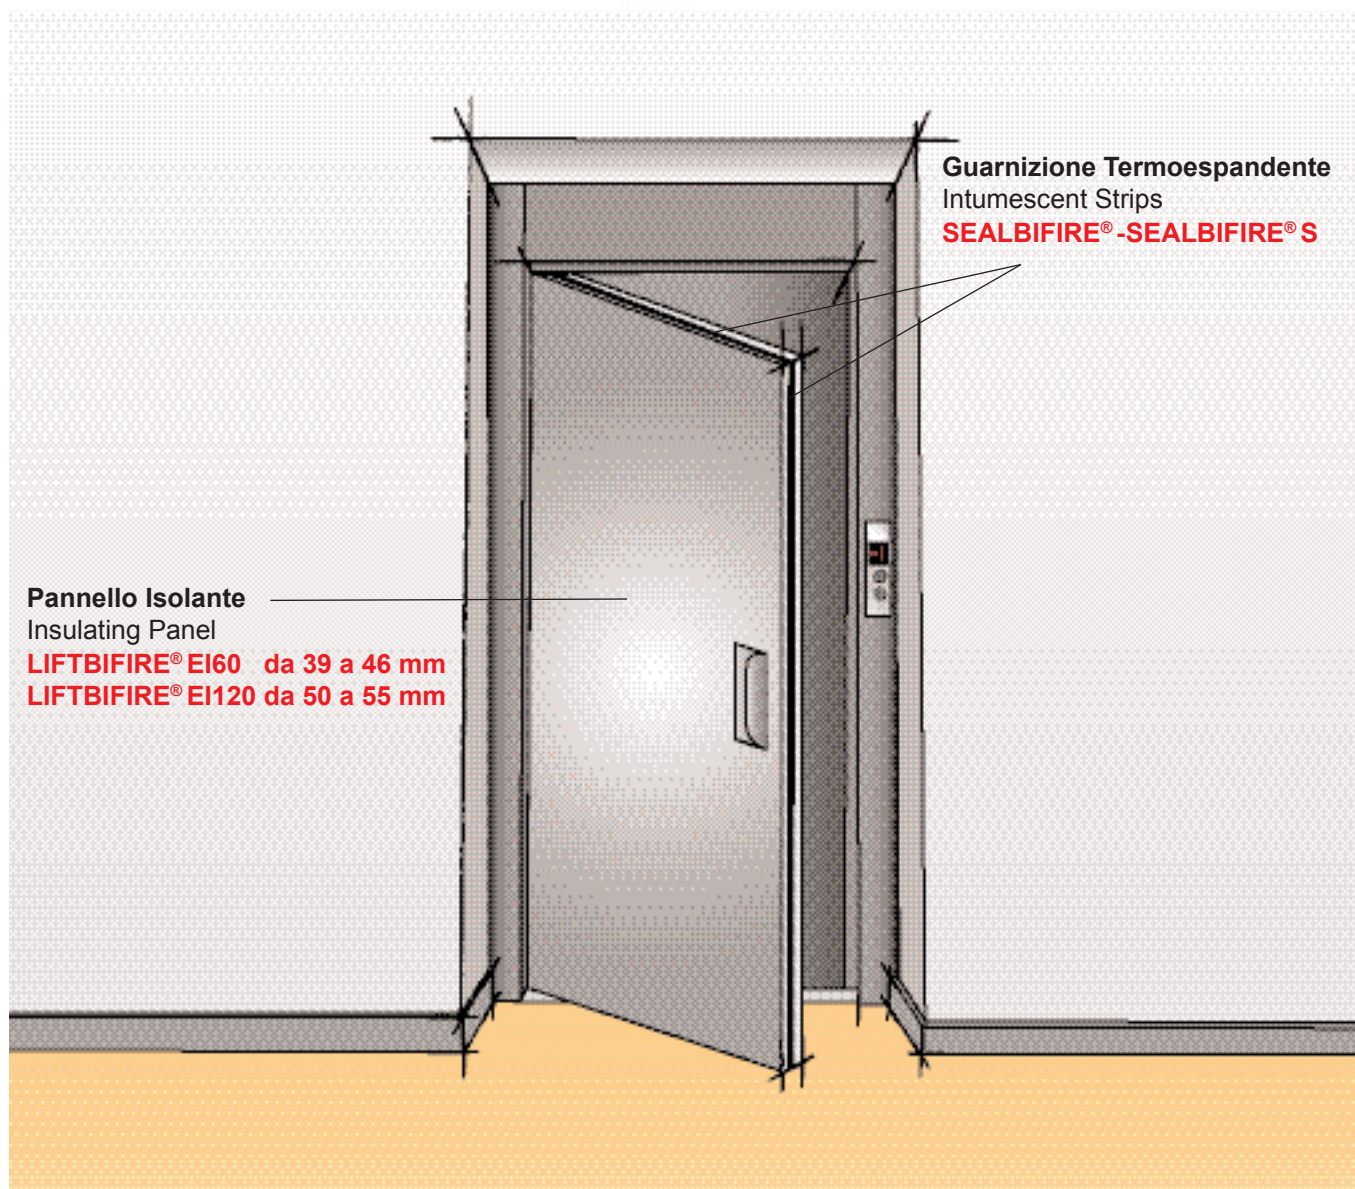 Guarnizione Termoespandente
Intumescent Strips
SEALBIFIRE® -SEALBIFIRE® S
Pannello Isolante
Insulating Panel
LIFTBIFIRE® EI60 da 39 a 46 mm
LIFTBIFIRE® EI120 da 50 a 55 mm